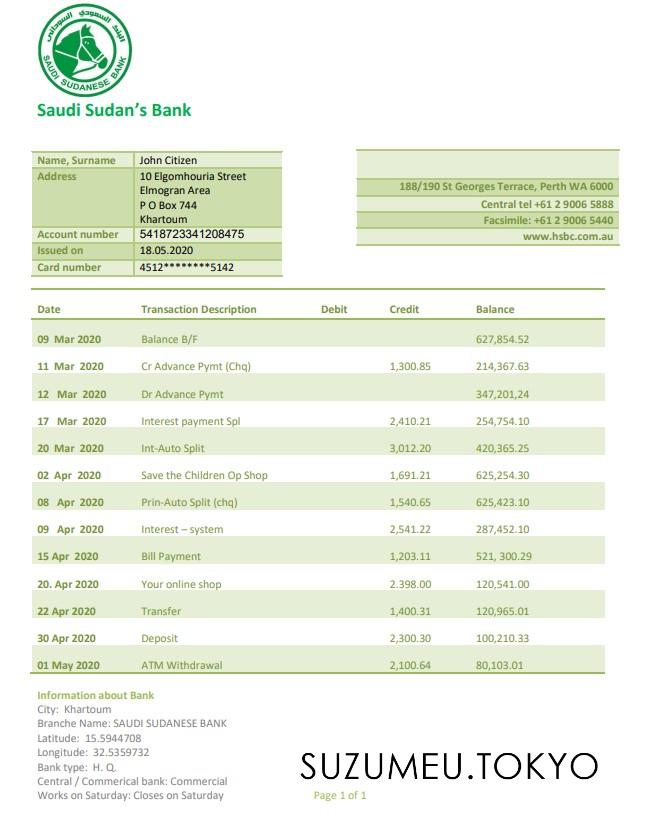 البنك السعودي السوداني
SAUDI SUDANESE BANK
Saudi Sudan’s Bank
Name, Surname John Citizen
Address 10 Elgomhouria Street
Elmogran Area
P O Box 744
Khartoum
Account number 5418723341208475
Issued on 18.05.2020
Card number 4512********5142
188/190 St Georges Terrace, Perth WA 6000
Central tel +61 2 9006 5888
Facsimile: +61 2 9006 5440
www.hsbc.com.au
Date Transaction Description Debit Credit Balance
09 Mar 2020 Balance B/F 627,854.52
11 Mar 2020 Cr Advance Pymt (Chq) 1,300.85 214,367.63
12 Mar 2020 Dr Advance Pymt 347,201,24
17 Mar 2020 Interest payment Spl 2,410.21 254,754.10
20 Mar 2020 Int-Auto Split 3,012.20 420,365.25
02 Apr 2020 Save the Children Op Shop 1,691.21 625,254.30
08 Apr 2020 Prin-Auto Split (chq) 1,540.65 625,423.10
09 Apr 2020 Interest – system 2,541.22 287,452.10
15 Apr 2020 Bill Payment 1,203.11 521, 300.29
20. Apr 2020 Your online shop 2.398.00 120,541.00
22 Apr 2020 Transfer 1,400.31 120,965.01
30 Apr 2020 Deposit 2,300.30 100,210.33
01 May 2020 ATM Withdrawal 2,100.64 80,103.01
Information about Bank
City: Khartoum
Branche Name: SAUDI SUDANESE BANK
Latitude: 15.5944708
Longitude: 32.5359732
Bank type: H. Q.
Central / Commerical bank: Commercial
Works on Saturday: Closes on Saturday
SUZUMEU.TOKYO
Page 1 of 1